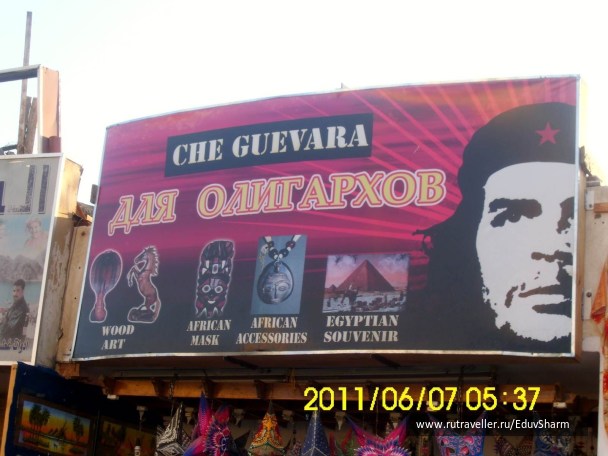 CHE GUEVARA
ДЛЯ ОЛИГАРХОВ
WOOD
ART
AFRICAN
MASK
AFRICAN
ACCESSORIES
EGYPTIAN
SOUVENIR
2011/06/07 05:37
www.rutraveller.ru/EduvSharm